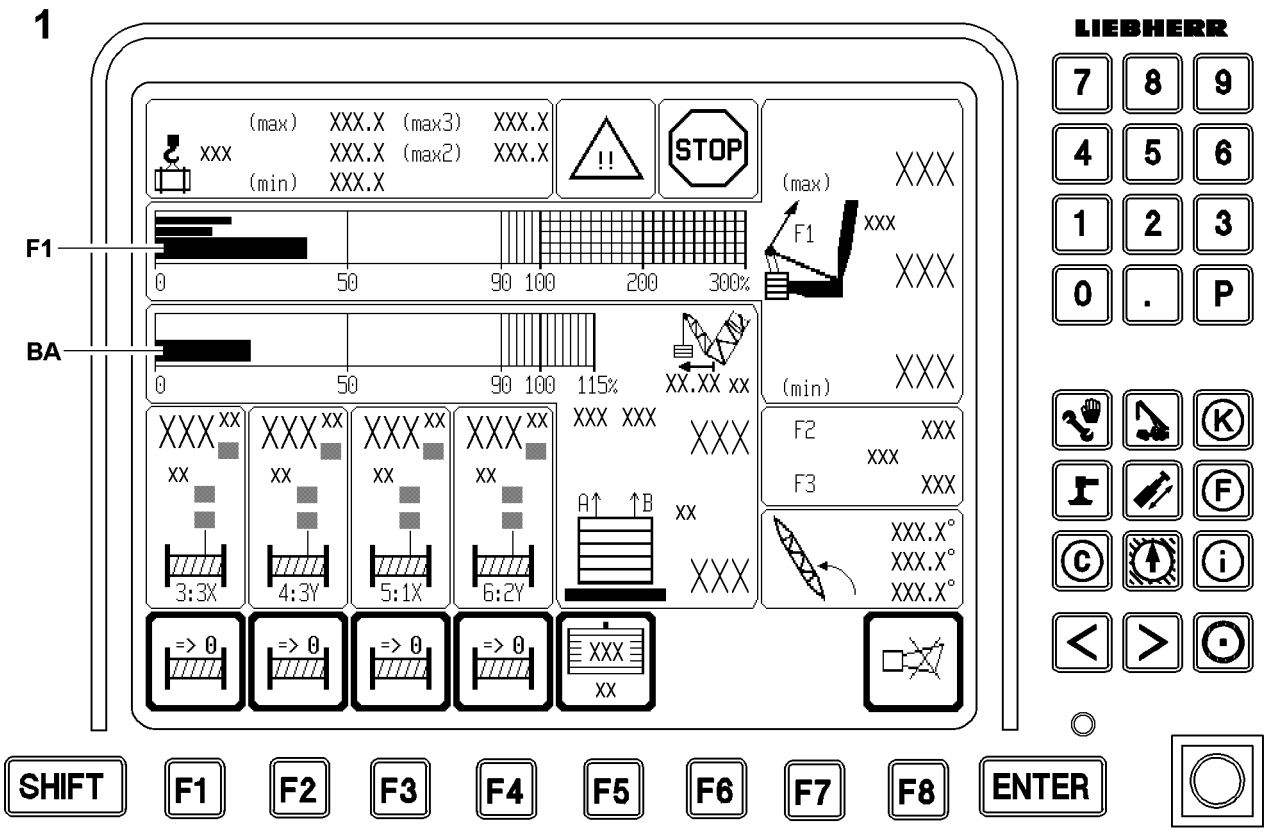 1
LIEBHERR
(max) XXX.X (max3) XXX.X
XXX XXX.X (max2) XXX.X
(min) XXX.X
!!
STOP
XXX
(max)
F1 XXX
XXX
XXX
(min)
F1
0 50 90 100 200 300%
BA
0 50 90 100 115%
XX.XX XX
XXX XXX
XXX
A B
XX
XXX
F2 XXX
XXX
F3 XXX
XXX.X°
XXX.X°
XXX.X°
XXX XX XXX XX XXX XX XXX XX
XX XX XX XX
3:3X 4:3Y 5:1X 6:2Y
=> 0 => 0 => 0 => 0 XXX
XX
7 8 9
4 5 6
1 2 3
0 . P
K
F
C i
< >
SHIFT F1 F2 F3 F4 F5 F6 F7 F8 ENTER